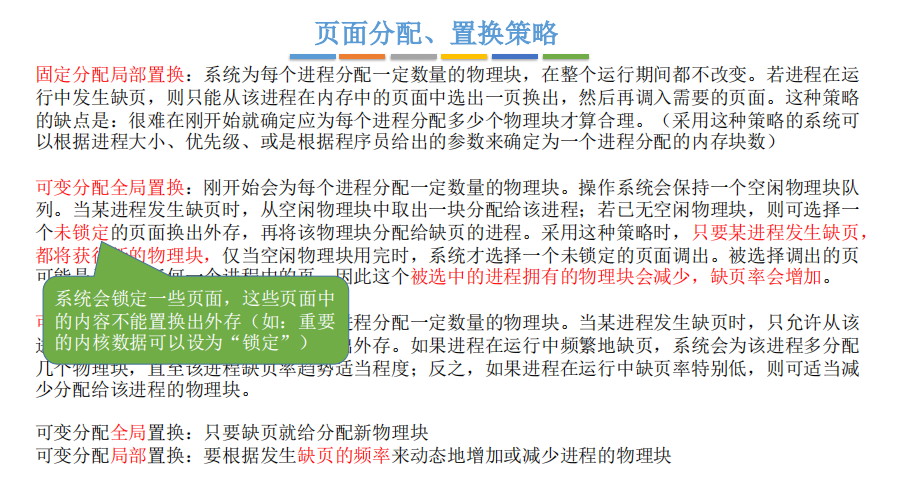 页面分配、置换策略
固定分配局部置换：系统为每个进程分配一定数量的物理块，在整个运行期间都不改变。若进程在运
行中发生缺页，则只能从该进程在内存中的页面中选出一页换出，然后再调入需要的页面。这种策略
的缺点是：很难在刚开始就确定应为每个进程分配多少个物理块才算合理。（采用这种策略的系统可
以根据进程大小、优先级、或是根据程序员给出的参数来确定为一个进程分配的内存块数）
可变分配全局置换：刚开始会为每个进程分配一定数量的物理块。操作系统会保持一个空闲物理块队
列。当某进程发生缺页时，从空闲物理块中取出一块分配给该进程；若已无空闲物理块，则可选择一
个未锁定的页面换出外存，再将该物理块分配给缺页的进程。采用这种策略时，只要某进程发生缺页，
都将获得新的物理块，仅当空闲物理块用完时，系统才选择一个未锁定的页面调出。被选择调出的页
可能是 何一个进程中的页，因此这个被选中的进程拥有的物理块会减少，缺页率会增加。
系统会锁定一些页面，这些页面中
的内容不能置换出外存（如：重要
的内核数据可以设为“锁定”）
进程分配一定数量的物理块。当某进程发生缺页时，只允许从该
出外存。如果进程在运行中频繁地缺页，系统会为该进程多分配
几个物理块，直至该进程缺页率趋势适当程度；反之，如果进程在运行中缺页率特别低，则可适当减
少分配给该进程的物理块。
可变分配全局置换：只要缺页就给分配新物理块
可变分配局部置换：要根据发生缺页的频率来动态地增加或减少进程的物理块